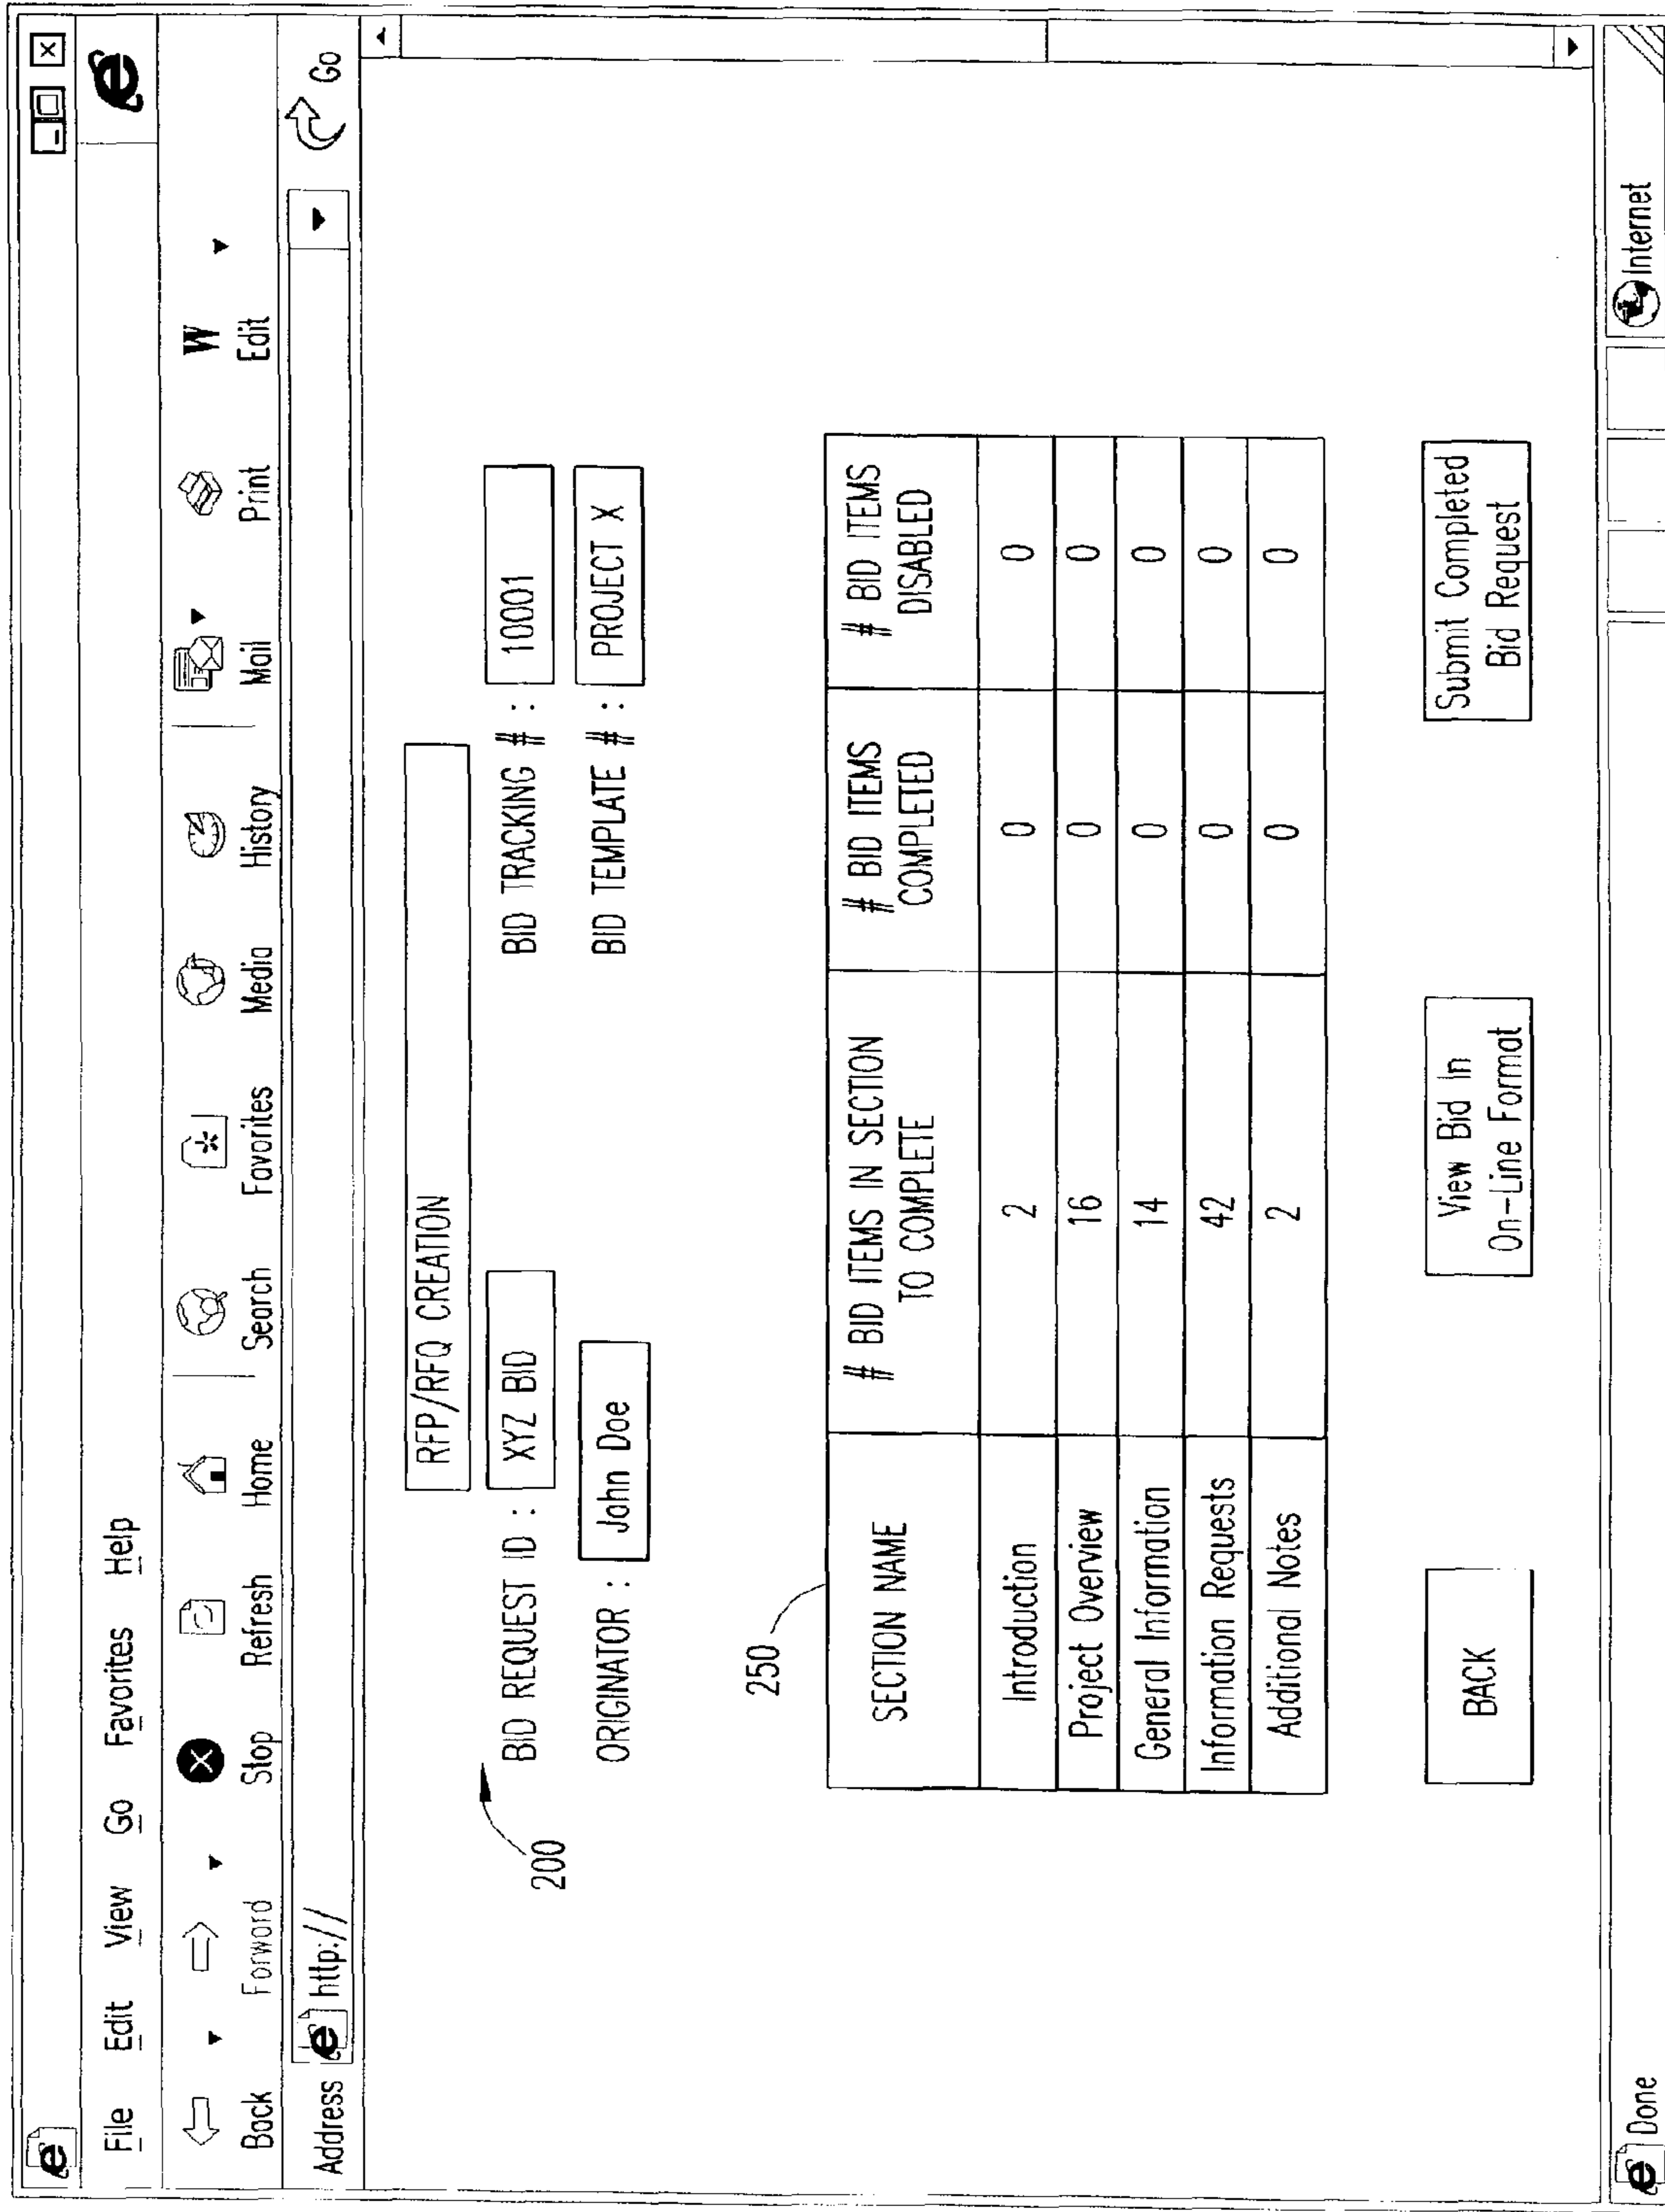 File Edit View Go Favorites Help
Back Forword Stop Refresh Home Search Favorites Media History Mail Print Edit
Address http:// Go
RFP/RFQ CREATION
200
BID REQUEST ID : XYZ BID BID TRACKING # : 10001
ORIGINATOR : John Doe BID TEMPLATE # : PROJECT X
250
SECTION NAME # BID ITEMS IN SECTION TO COMPLETE # BID ITEMS COMPLETED # BID ITEMS DISABLED
Introduction 2 0 0
Project Overview 16 0 0
General Information 14 0 0
Information Requests 42 0 0
Additional Notes 2 0 0
BACK View Bid In On-Line Format Submit Completed Bid Request
Done Internet